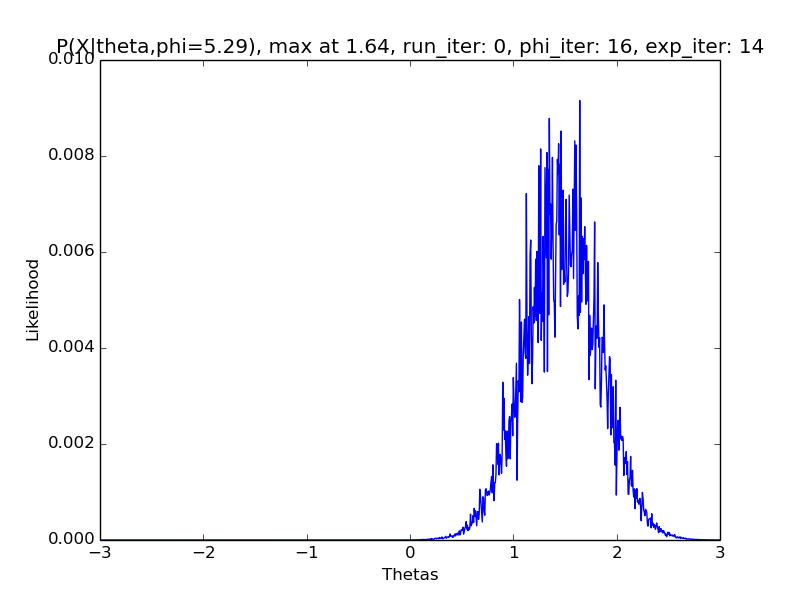 P(X|theta,phi=5.29), max at 1.64, run_iter: 0, phi_iter: 16, exp_iter: 14
0.010
0.008
0.006
0.004
0.002
0.000
Likelihood
−3 −2 −1 0 1 2 3
Thetas